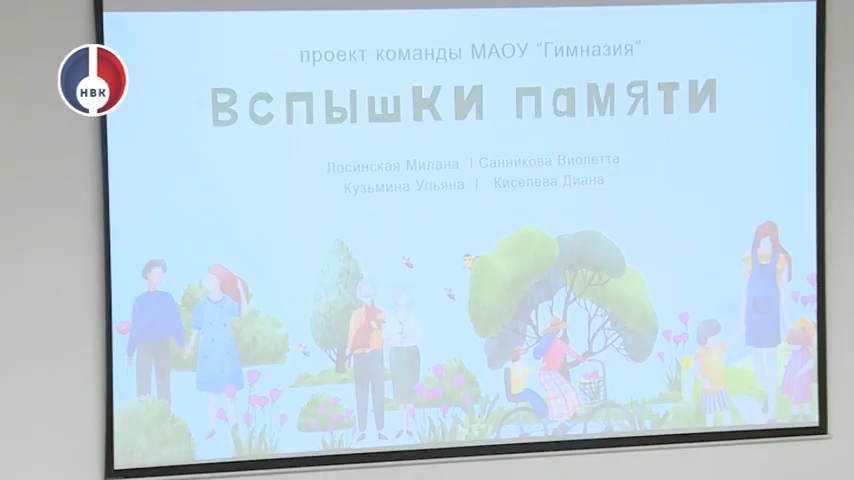 проект команды МАОУ "Гимназия"
Вспышки памяти
Лосинская Милана | Санникова Виолетта
Кузьмина Ульяна | Киселева Диана
НВК